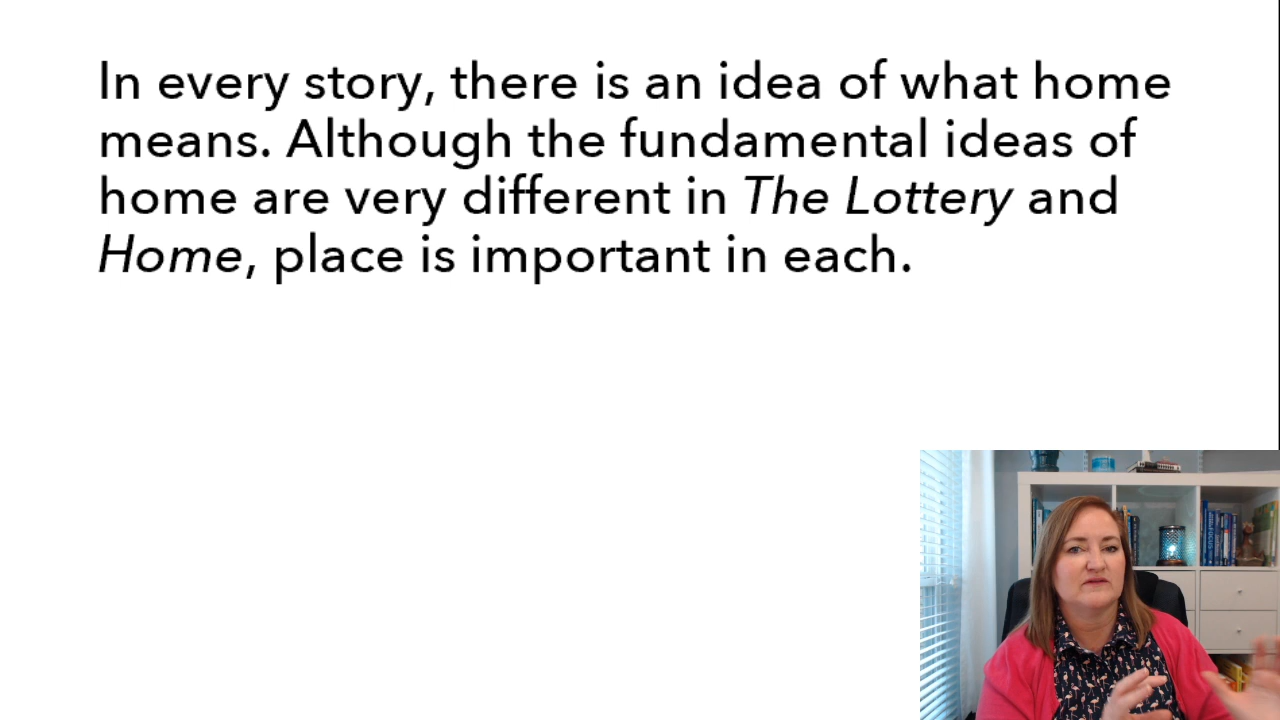 In every story, there is an idea of what home
means. Although the fundamental ideas of
home are very different in The Lottery and
Home, place is important in each.